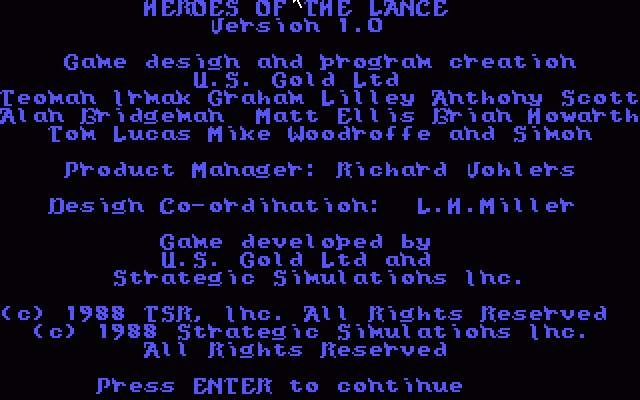 HEROES OF THE LANCE
Version 1.0
Game design and program creation
U.S. Gold Ltd
Teoman Irmak Graham Lilley Anthony Scott
Alan Bridgeman Matt Ellis Brian Howarth
Tom Lucas Mike Woodroffe and Simon
Product Manager: Richard Vohlers
Design Co-ordination: L.H.Miller
Game developed by
U.S. Gold Ltd and
Strategic Simulations Inc.
(c) 1988 TSR, Inc. All Rights Reserved
(c) 1988 Strategic Simulations Inc.
All Rights Reserved
Press ENTER to continue